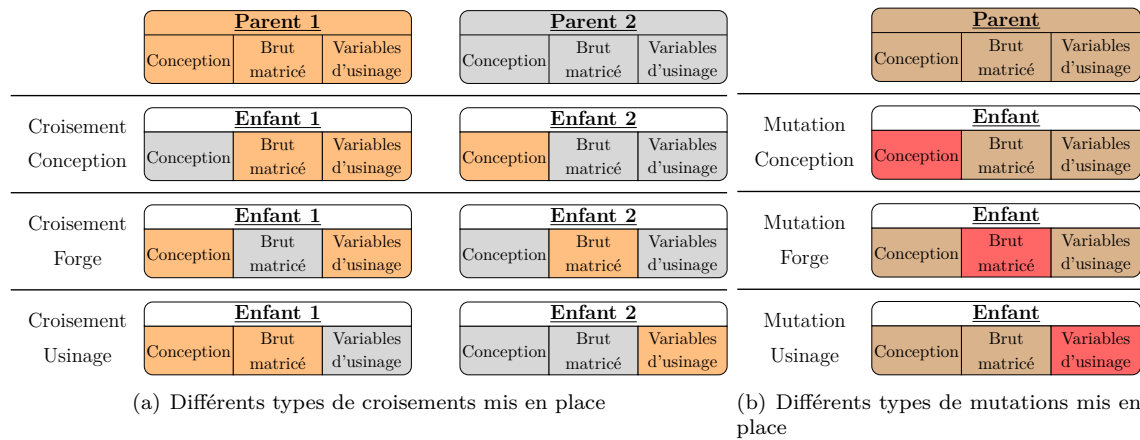 Parent 1
Conception
Brut
matricé
Variables
d'usinage
Parent 2
Conception
Brut
matricé
Variables
d'usinage
Croisement
Conception
Enfant 1
Conception
Brut
matricé
Variables
d'usinage
Enfant 2
Conception
Brut
matricé
Variables
d'usinage
Croisement
Forge
Enfant 1
Conception
Brut
matricé
Variables
d'usinage
Enfant 2
Conception
Brut
matricé
Variables
d'usinage
Croisement
Usinage
Enfant 1
Conception
Brut
matricé
Variables
d'usinage
Enfant 2
Conception
Brut
matricé
Variables
d'usinage
(a) Différents types de croisements mis en place
Parent
Conception
Brut
matricé
Variables
d'usinage
Mutation
Conception
Enfant
Conception
Brut
matricé
Variables
d'usinage
Mutation
Forge
Enfant
Conception
Brut
matricé
Variables
d'usinage
Mutation
Usinage
Enfant
Conception
Brut
matricé
Variables
d'usinage
(b) Différents types de mutations mis en
place